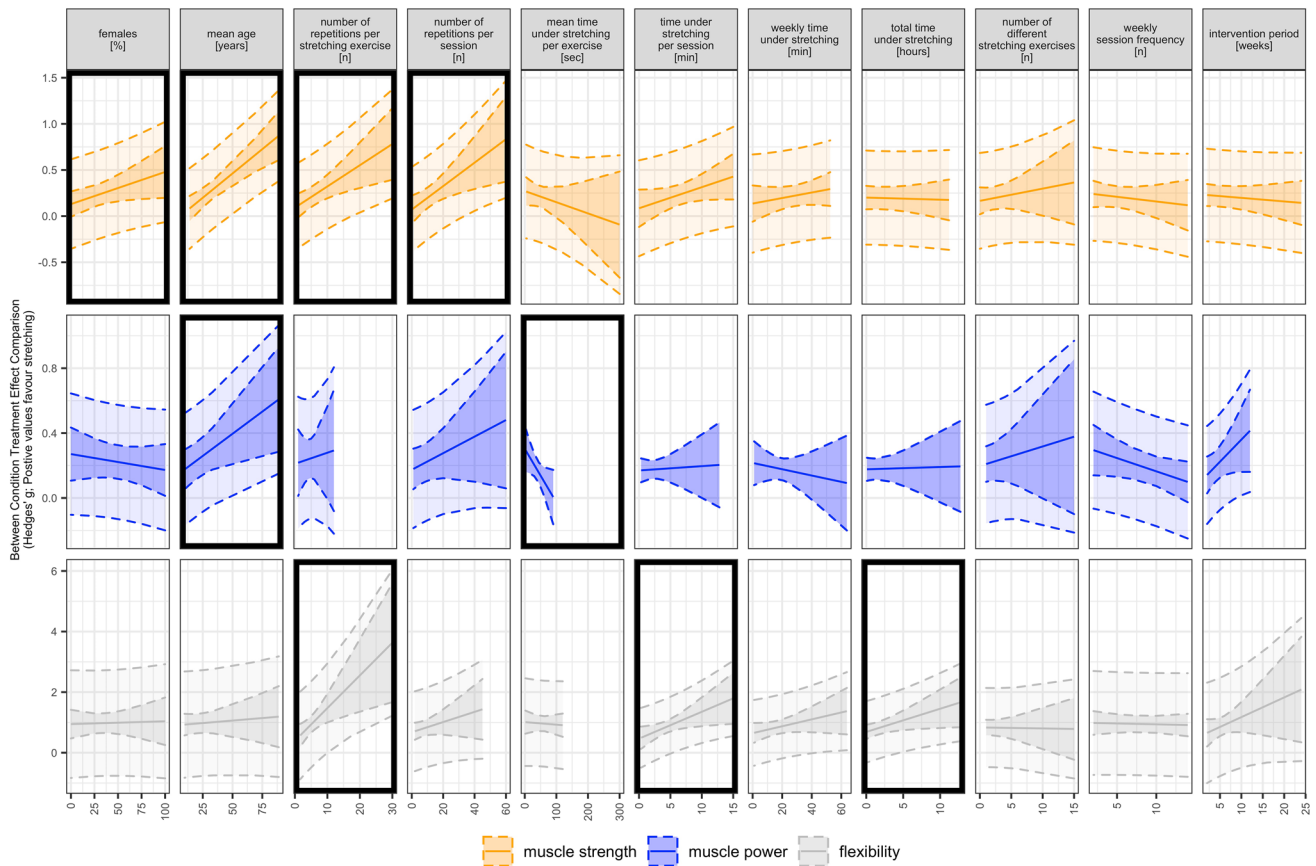 females
[%]
mean age
[years]
number of
repetitions per
stretching exercise
[n]
number of
repetitions per
session
[n]
mean time
under stretching
per exercise
[sec]
time under
stretching
per session
[min]
weekly time
under stretching
[min]
total time
under stretching
[hours]
number of
different
stretching exercises
[n]
weekly
session frequency
[n]
intervention period
[weeks]
Between Condition Treatment Effect Comparison
(Hedges' g; Postive values favour stretching)
1.5
1.0
0.5
0.0
-0.5
0.8
0.4
0.0
6
4
2
0
0 25 50 75 100
25 50 75
0 10 20 30
0 20 40 60
0 100 200 300
0 5 10 15
0 20 40 60
0 5 10
0 5 10 15
5 10
5 10 15 20 25
muscle strength muscle power flexibility